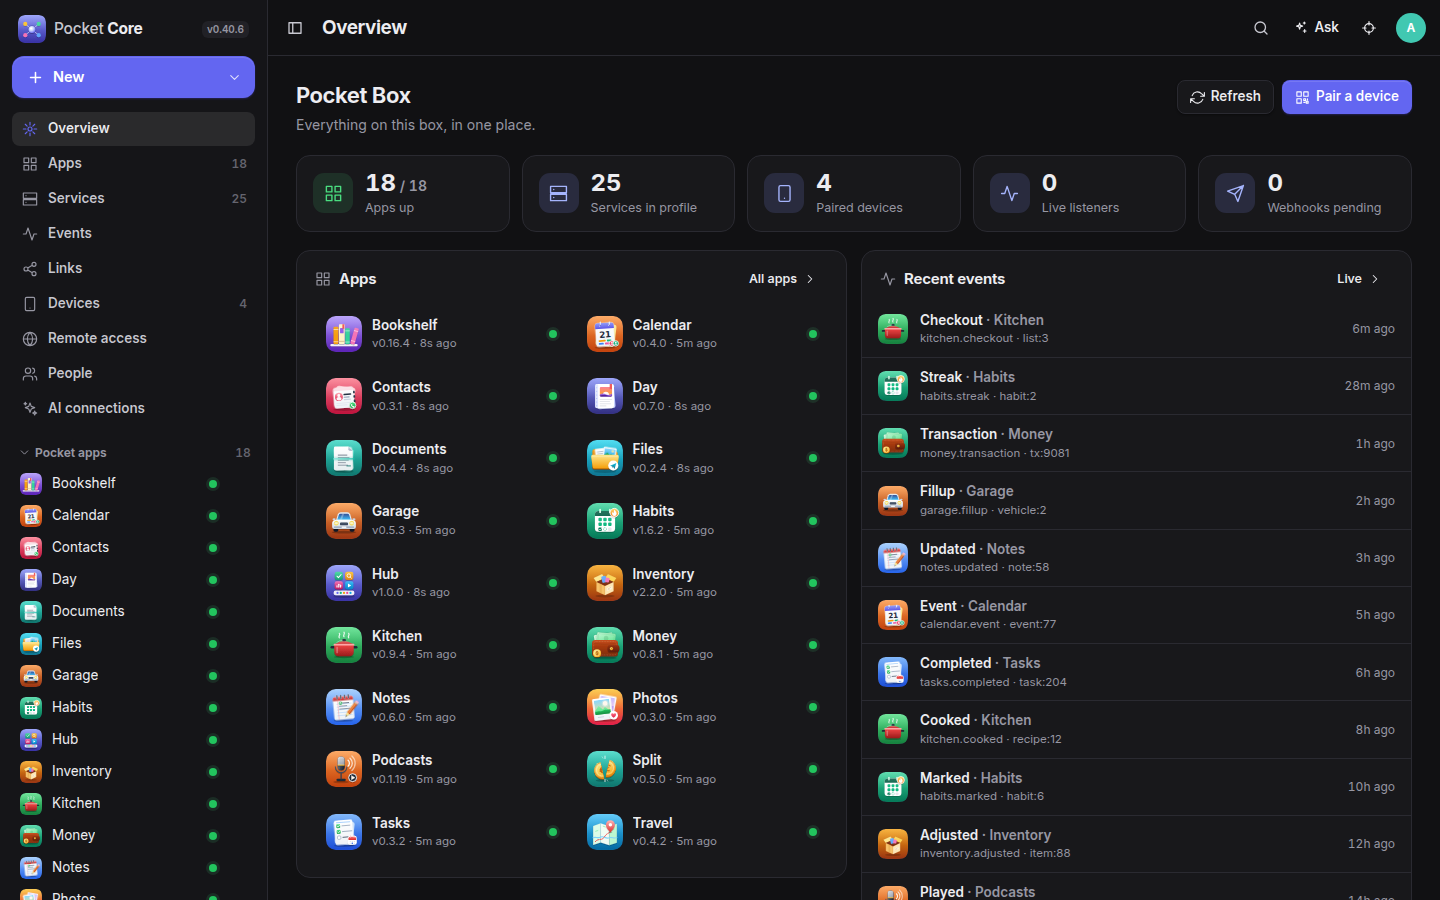 Pocket Core
v0.40.6
New
Overview
Apps 18
Services 25
Events
Links
Devices 4
Remote access
People
AI connections
Pocket apps 18
Bookshelf
Calendar
Contacts
Day
Documents
Files
Garage
Habits
Hub
Inventory
Kitchen
Money
Notes
Photos
Overview
Ask
A
Pocket Box
Everything on this box, in one place.
Refresh
Pair a device
18 / 18
Apps up
25
Services in profile
4
Paired devices
0
Live listeners
0
Webhooks pending
Apps
All apps
Bookshelf
v0.16.4 · 8s ago
Calendar
v0.4.0 · 5m ago
Contacts
v0.3.1 · 8s ago
Day
v0.7.0 · 8s ago
Documents
v0.4.4 · 8s ago
Files
v0.2.4 · 8s ago
Garage
v0.5.3 · 5m ago
Habits
v1.6.2 · 5m ago
Hub
v1.0.0 · 8s ago
Inventory
v2.2.0 · 5m ago
Kitchen
v0.9.4 · 5m ago
Money
v0.8.1 · 5m ago
Notes
v0.6.0 · 5m ago
Photos
v0.3.0 · 5m ago
Podcasts
v0.1.19 · 5m ago
Split
v0.5.0 · 5m ago
Tasks
v0.3.2 · 5m ago
Travel
v0.4.2 · 5m ago
Recent events
Live
Checkout · Kitchen
kitchen.checkout · list:3
6m ago
Streak · Habits
habits.streak · habit:2
28m ago
Transaction · Money
money.transaction · tx:9081
1h ago
Fillup · Garage
garage.fillup · vehicle:2
2h ago
Updated · Notes
notes.updated · note:58
3h ago
Event · Calendar
calendar.event · event:77
5h ago
Completed · Tasks
tasks.completed · task:204
6h ago
Cooked · Kitchen
kitchen.cooked · recipe:12
8h ago
Marked · Habits
habits.marked · habit:6
10h ago
Adjusted · Inventory
inventory.adjusted · item:88
12h ago
Played · Podcasts
14h ago